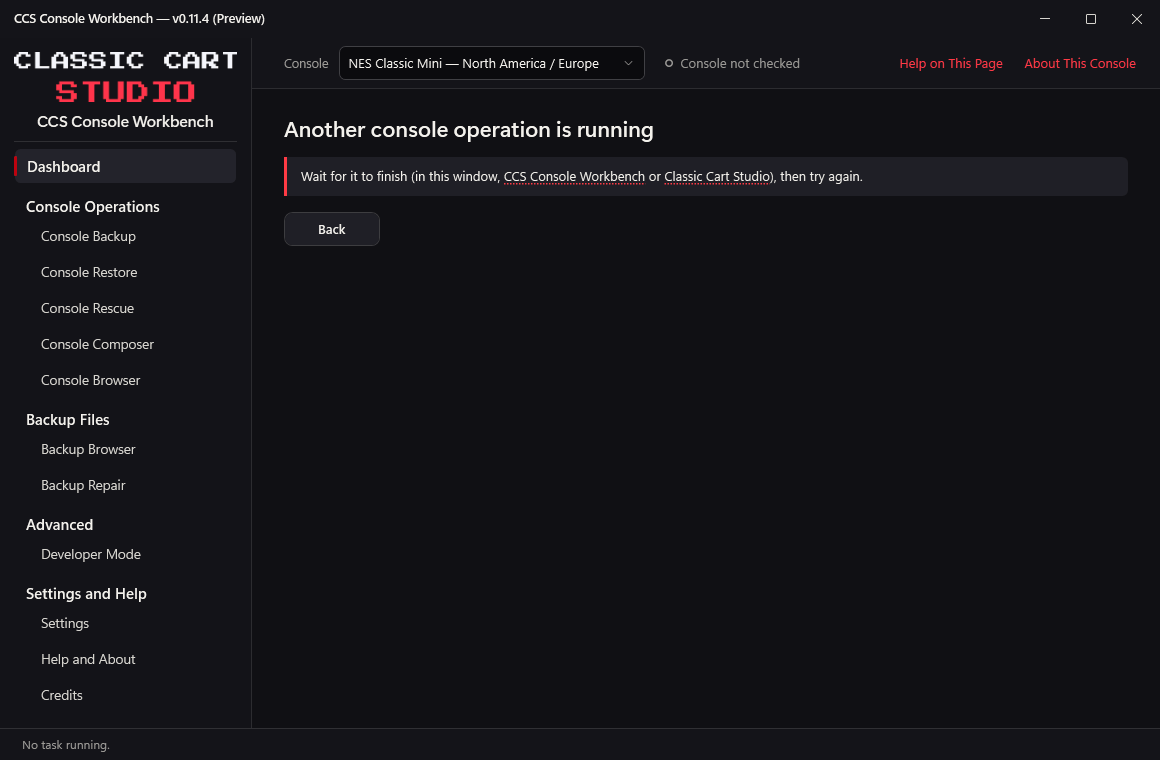 CCS Console Workbench — v0.11.4 (Preview)
CLASSIC CART
STUDIO
CCS Console Workbench
Dashboard
Console Operations
Console Backup
Console Restore
Console Rescue
Console Composer
Console Browser
Backup Files
Backup Browser
Backup Repair
Advanced
Developer Mode
Settings and Help
Settings
Help and About
Credits
Console NES Classic Mini — North America / Europe Console not checked Help on This Page About This Console
Another console operation is running
Wait for it to finish (in this window, CCS Console Workbench or Classic Cart Studio), then try again.
Back
No task running.